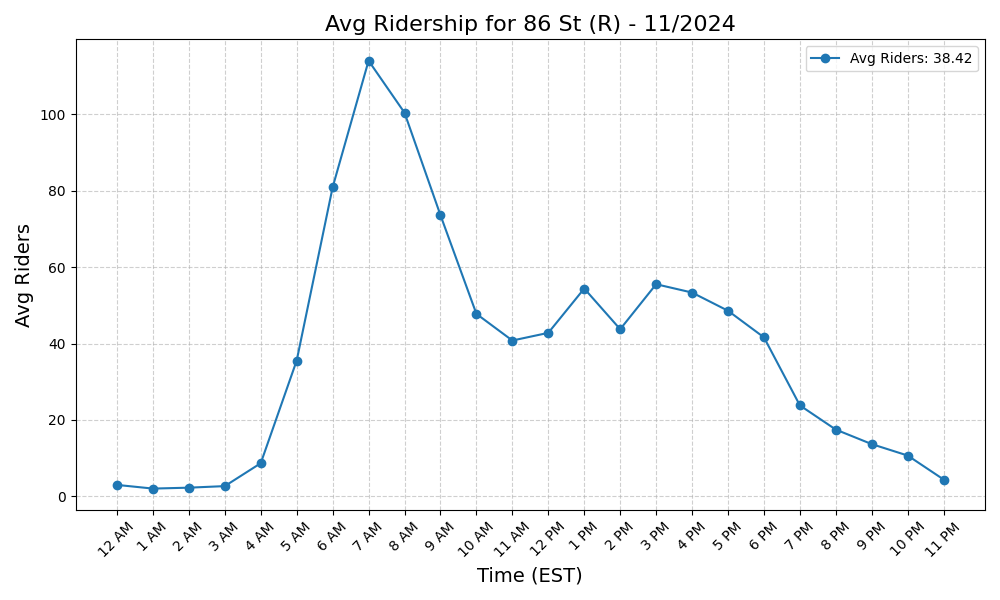 Avg Ridership for 86 St (R) - 11/2024
Avg Riders: 38.42
Avg Riders
100
80
60
40
20
0
12 AM
1 AM
2 AM
3 AM
4 AM
5 AM
6 AM
7 AM
8 AM
9 AM
10 AM
11 AM
12 PM
1 PM
2 PM
3 PM
4 PM
5 PM
6 PM
7 PM
8 PM
9 PM
10 PM
11 PM
Time (EST)